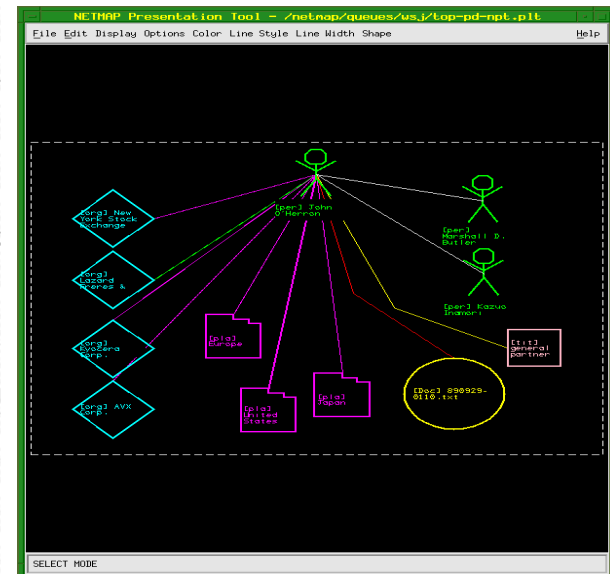 NETMAP Presentation Tool - /netmap/queues/wsj/top-pd-npt.plt
File Edit Display Options Color Line Style Line Width Shape Help
[per] John
O'Herron
[org] New
York Stock
Exchange
[per]
Marshall D.
Butler
[org]
Lazard
Freres &
[per] Kazuo
Inamori
[org]
Kyocera
Corp.
[pla]
Europe
[tit]
general
partner
[org] AVX
Corp.
[pla]
United
States
[pla]
Japan
[Doc] 890929-
0110.txt
SELECT MODE